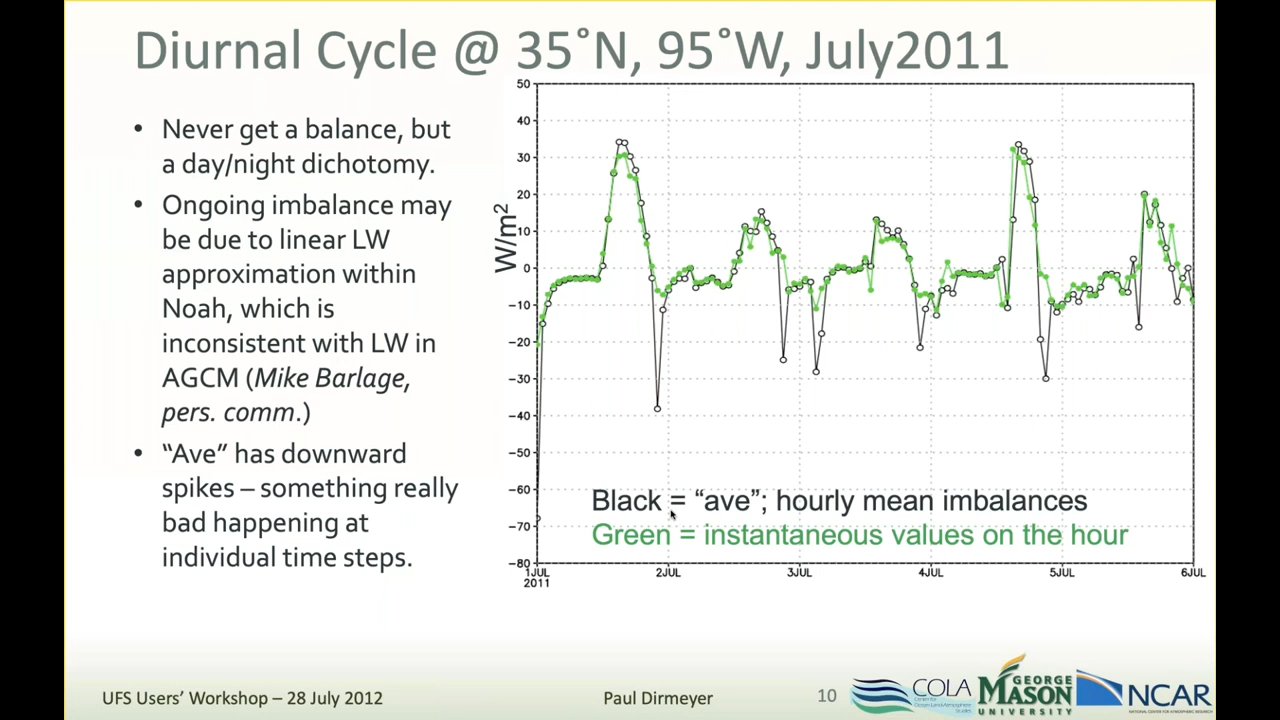 Diurnal Cycle @ 35˚N, 95˚W, July2011
• Never get a balance, but
a day/night dichotomy.
• Ongoing imbalance may
be due to linear LW
approximation within
Noah, which is
inconsistent with LW in
AGCM (Mike Barlage,
pers. comm.)
• “Ave” has downward
spikes – something really
bad happening at
individual time steps.
W/m²
50
40
30
20
10
0
−10
−20
−30
−40
−50
−60
−70
−80
Black = “ave”; hourly mean imbalances
Green = instantaneous values on the hour
1JUL 2JUL 3JUL 4JUL 5JUL 6JUL
2011
UFS Users’ Workshop – 28 July 2012
Paul Dirmeyer
10
COLA
GEORGE
MASON
UNIVERSITY
NCAR